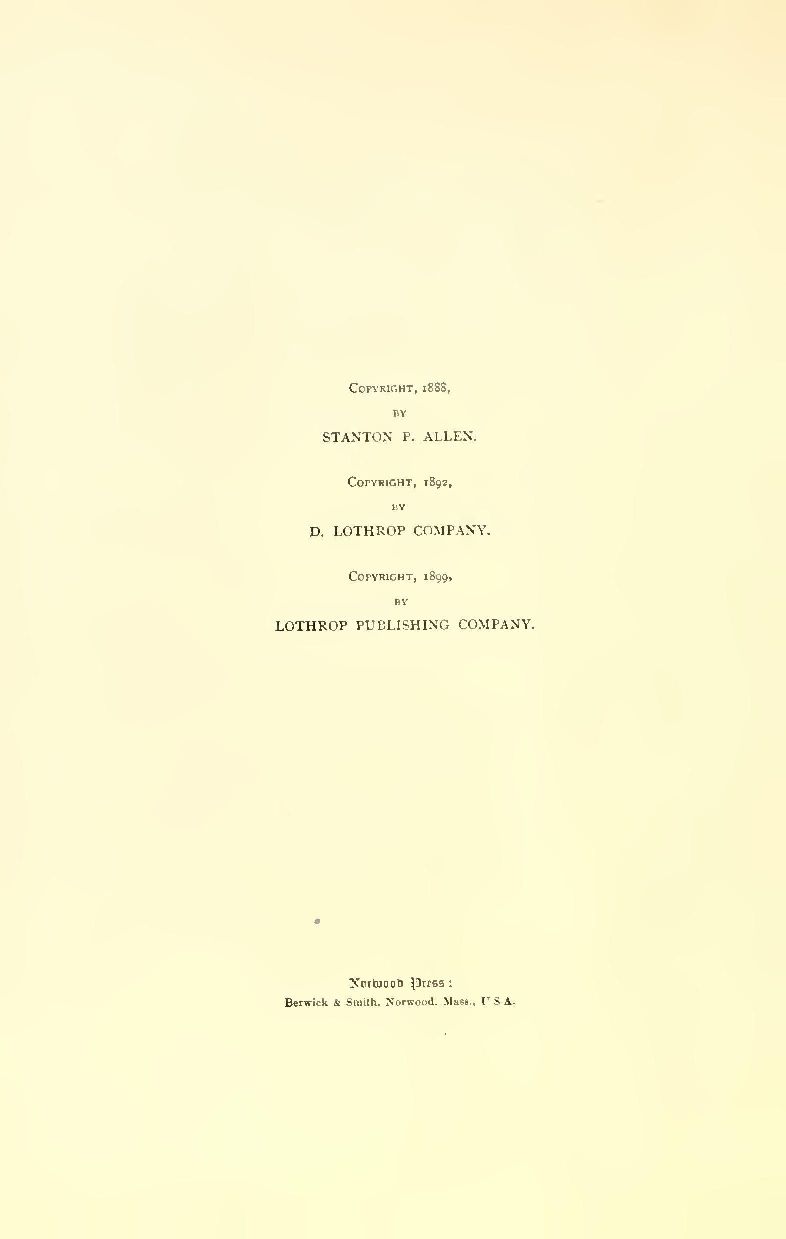 COPYRIGHT, 1888,
BY
STANTON P. ALLEN.
COPYRIGHT, 1892,
BY
D. LOTHROP COMPANY.
COPYRIGHT, 1899,
BY
LOTHROP PUBLISHING COMPANY.
Norwood Press:
Berwick & Smith, Norwood, Mass., U S A.